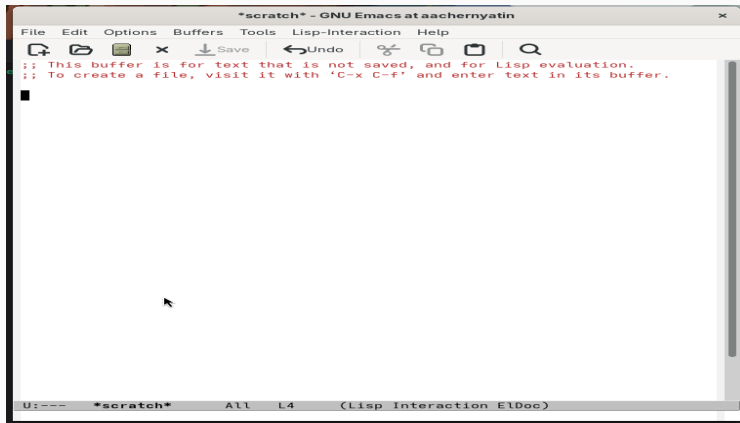 *scratch* - GNU Emacs at aachernyatin
File Edit Options Buffers Tools Lisp-Interaction Help
Save Undo
;; This buffer is for text that is not saved, and for Lisp evaluation.
;; To create a file, visit it with ‘C-x C-f’ and enter text in its buffer.
U:--- *scratch* All L4 (Lisp Interaction ElDoc)